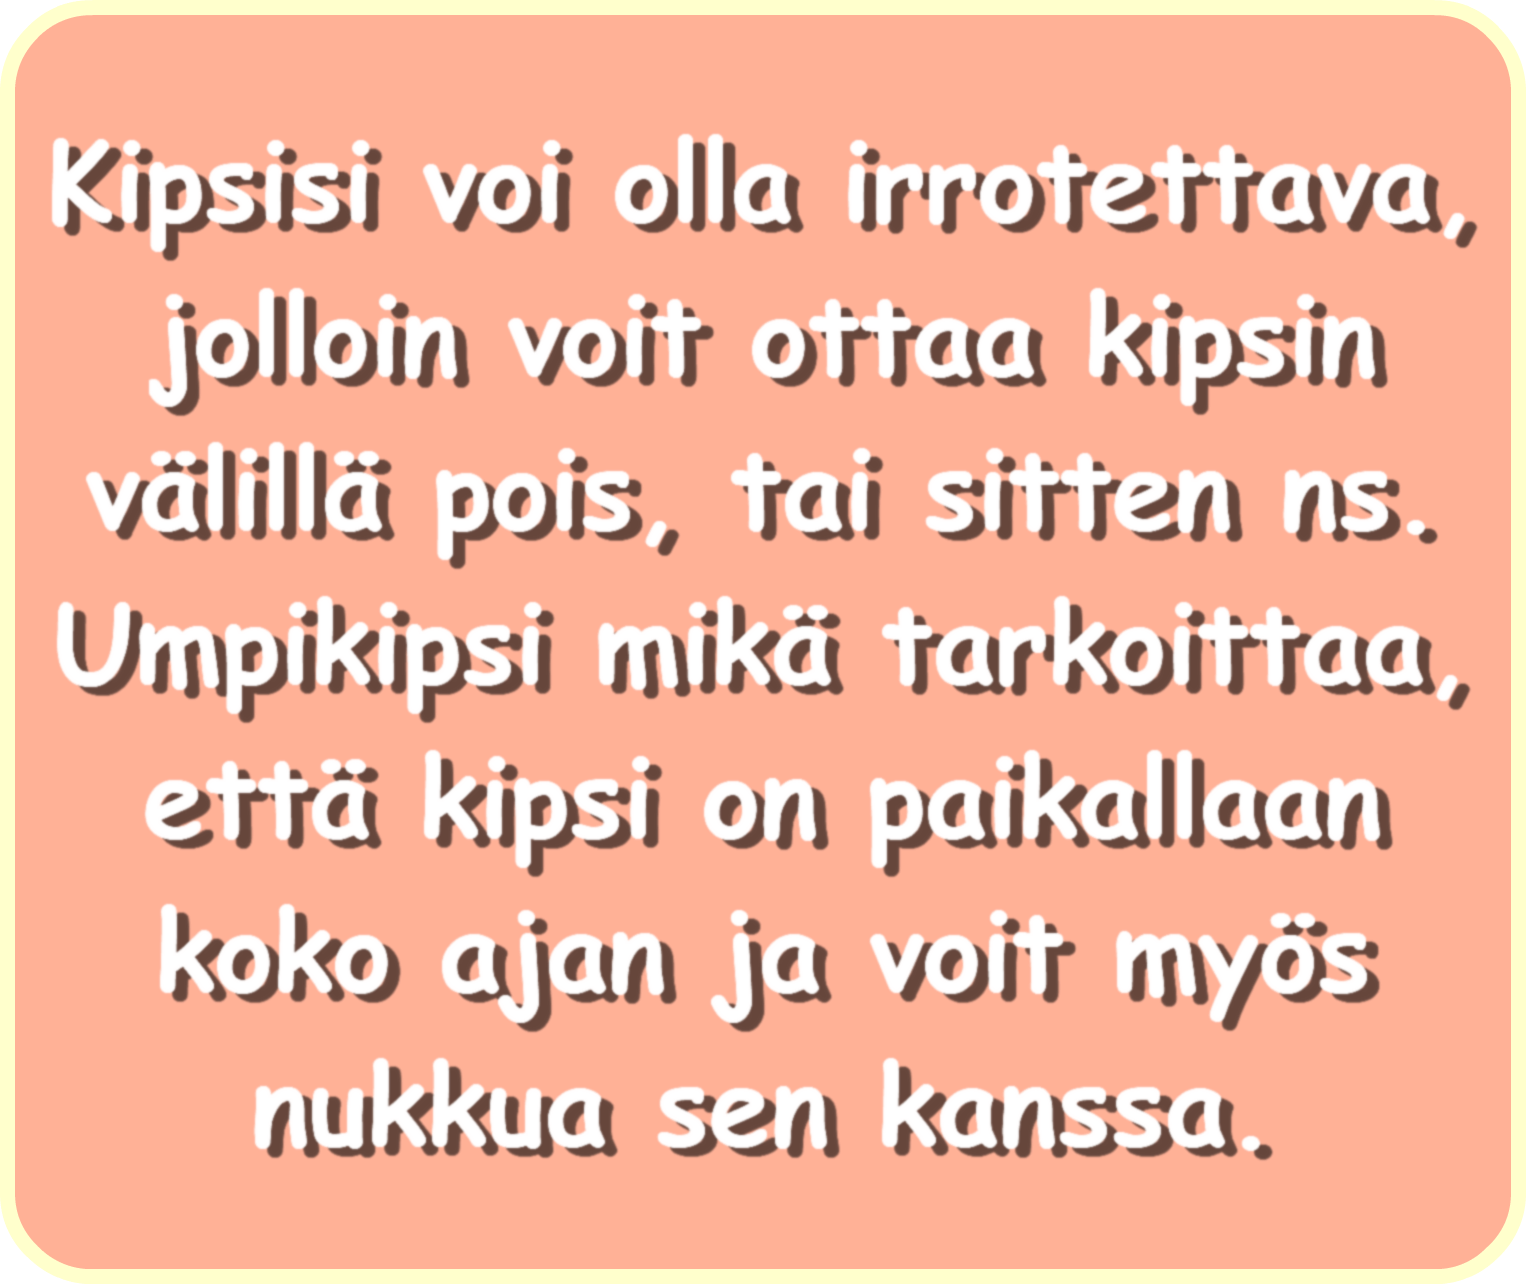 Kipsisi voi olla irrotettava,
jolloin voit ottaa kipsin
välillä pois, tai sitten ns.
Umpikipsi mikä tarkoittaa,
että kipsi on paikallaan
koko ajan ja voit myös
nukkua sen kanssa.